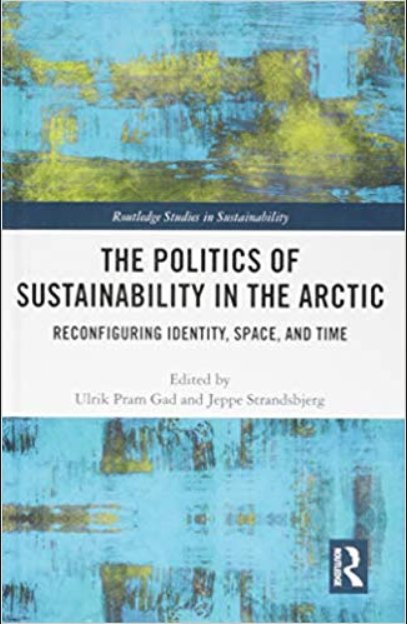 Routledge Studies in Sustainability
THE POLITICS OF
SUSTAINABILITY IN THE ARCTIC
RECONFIGURING IDENTITY, SPACE, AND TIME
Edited by
Ulrik Pram Gad and Jeppe Strandsbjerg
ROUTLEDGE